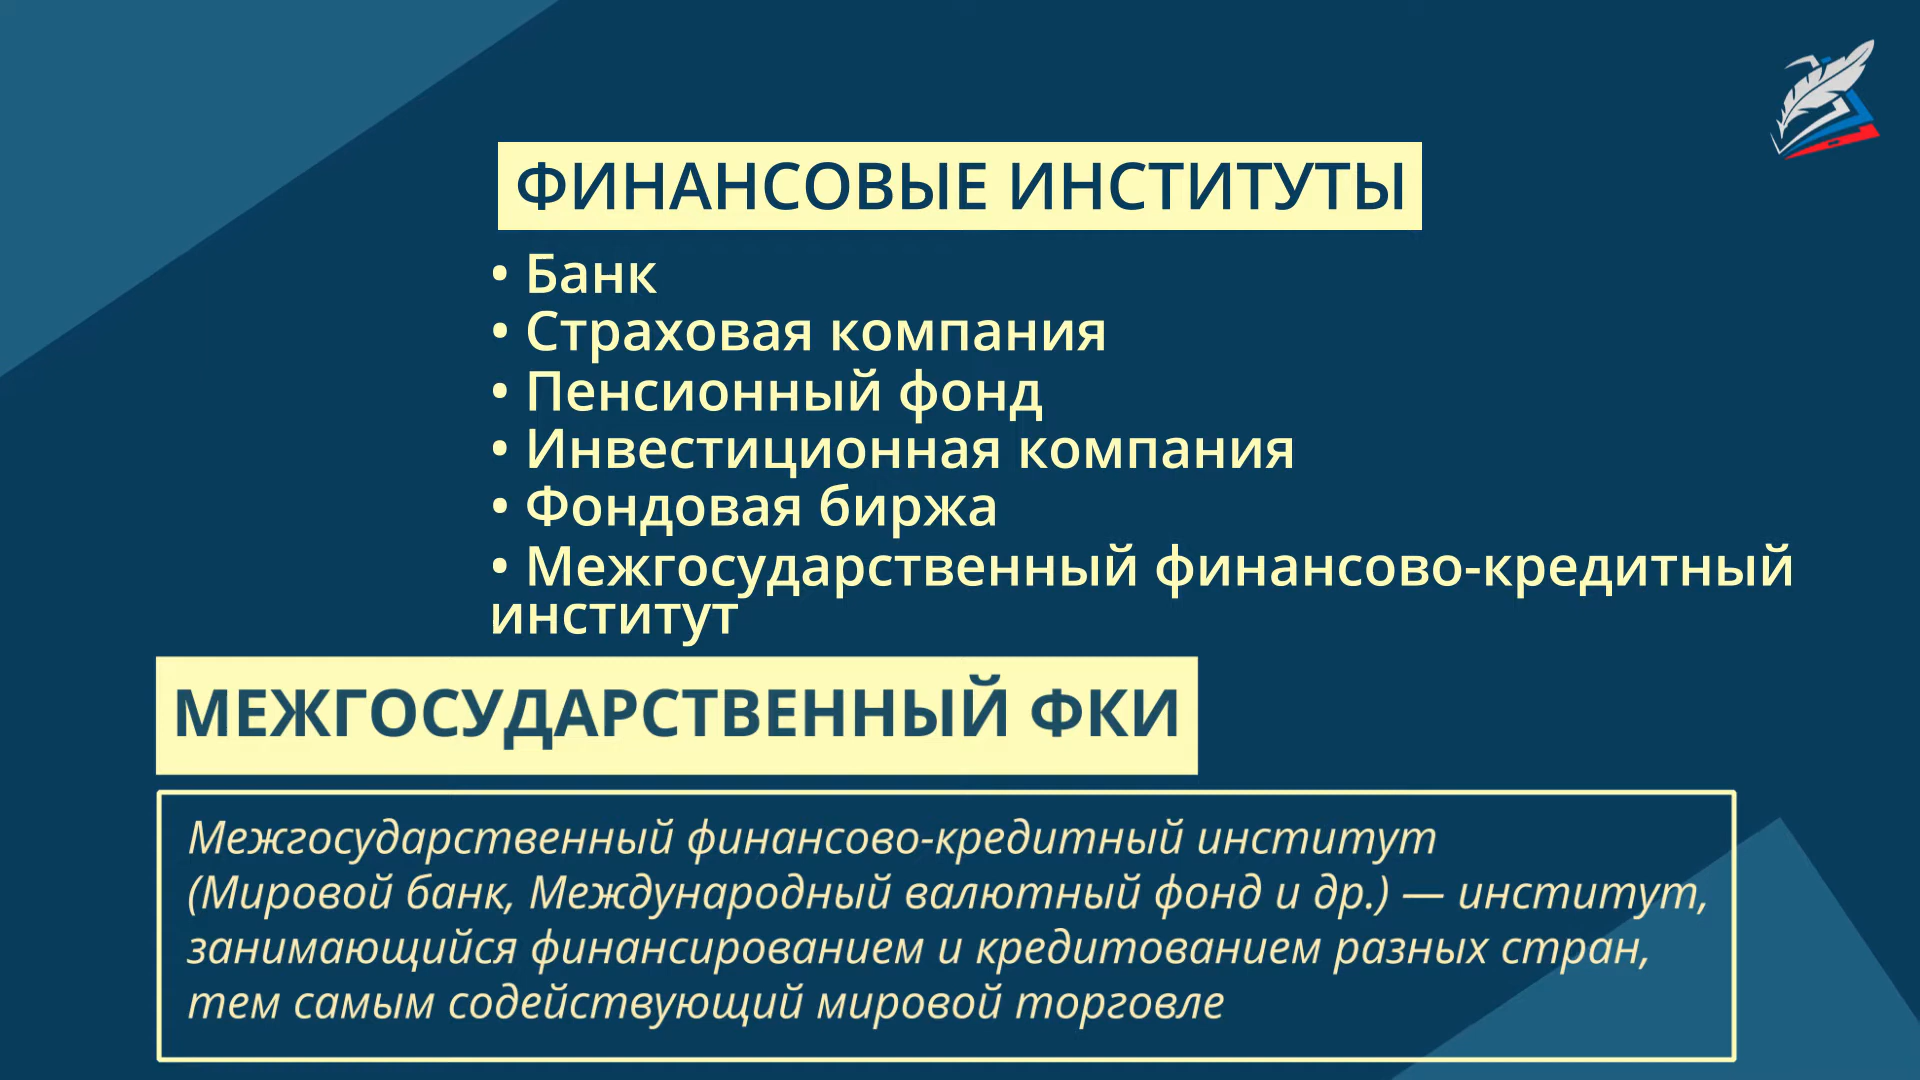 ФИНАНСОВЫЕ ИНСТИТУТЫ
• Банк
• Страховая компания
• Пенсионный фонд
• Инвестиционная компания
• Фондовая биржа
• Межгосударственный финансово-кредитный
институт
МЕЖГОСУДАРСТВЕННЫЙ ФКИ
Межгосударственный финансово-кредитный институт
(Мировой банк, Международный валютный фонд и др.) — институт,
занимающийся финансированием и кредитованием разных стран,
тем самым содействующий мировой торговле